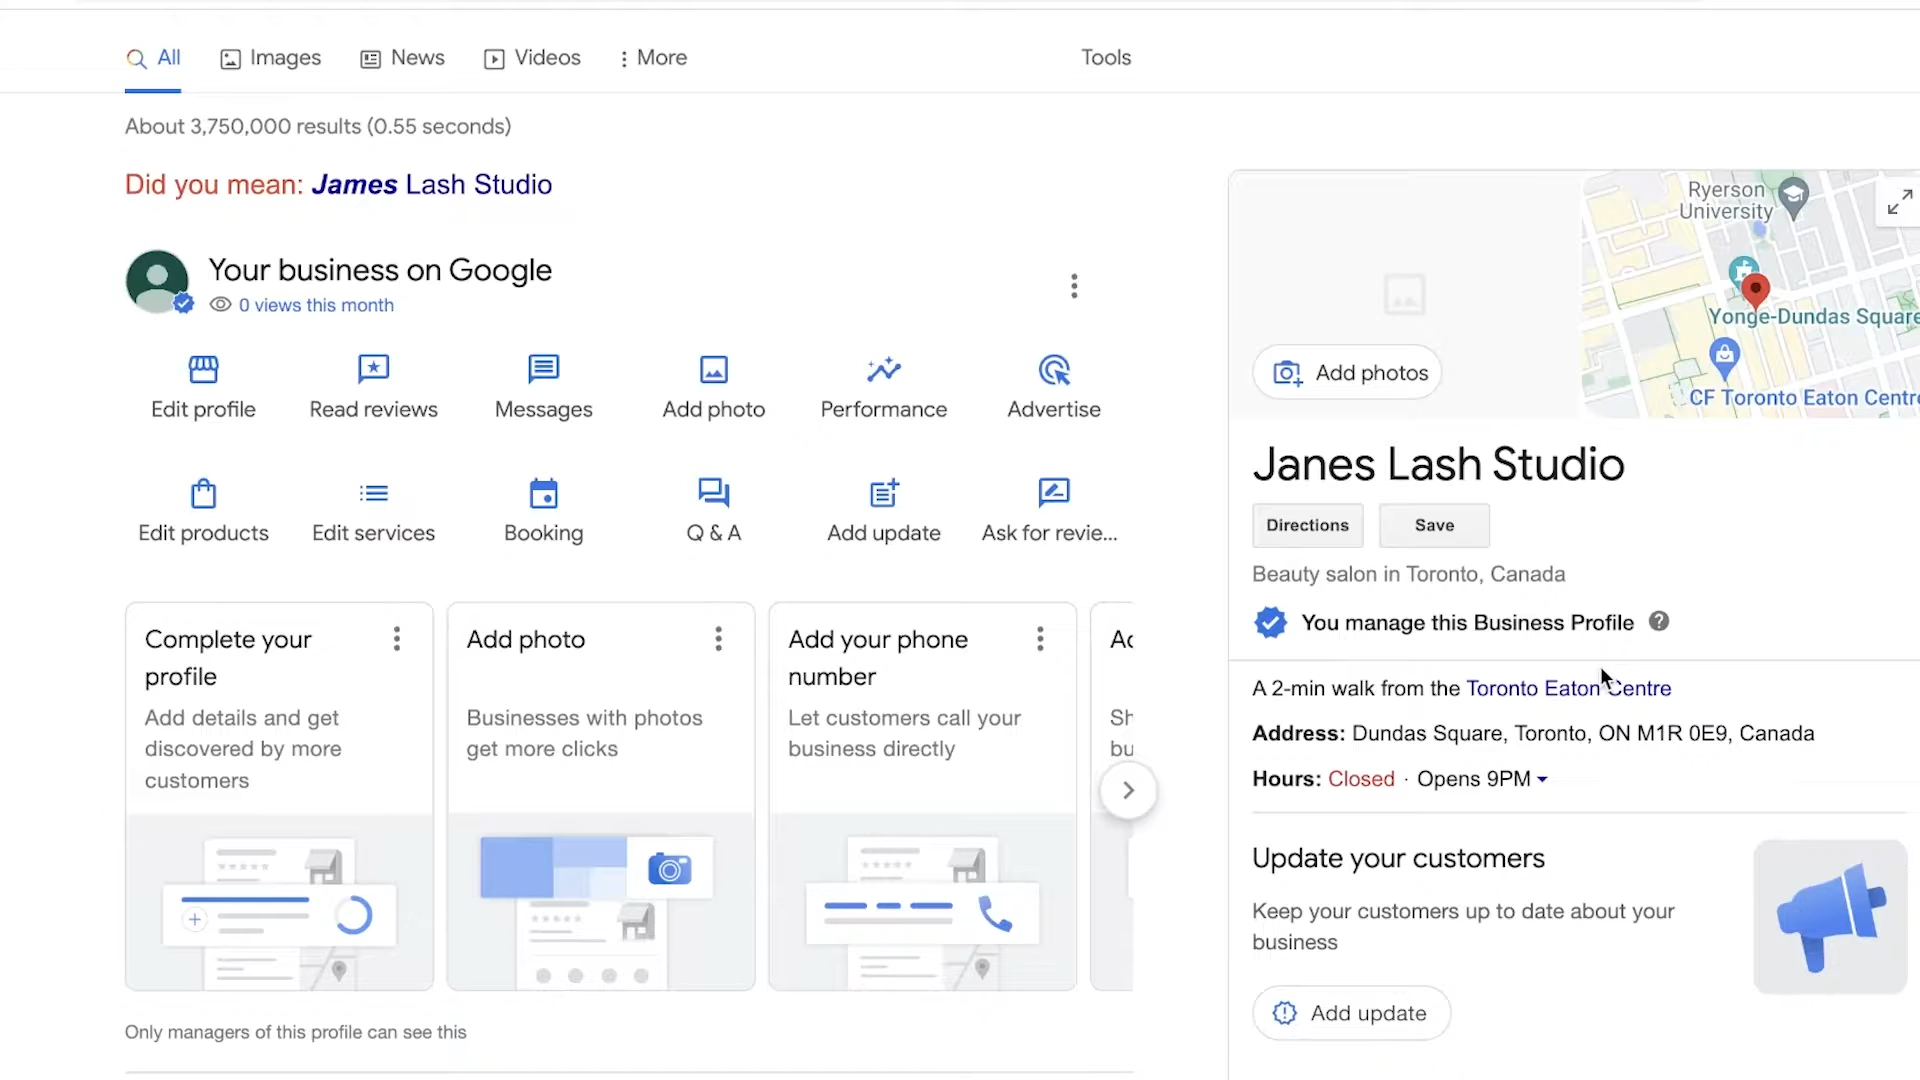 All Images News Videos More Tools
About 3,750,000 results (0.55 seconds)
Did you mean: James Lash Studio
Your business on Google
0 views this month
Edit profile Read reviews Messages Add photo Performance Advertise
Edit products Edit services Booking Q & A Add update Ask for revie...
Complete your
profile
Add details and get
discovered by more
customers
Add photo
Businesses with photos
get more clicks
Add your phone
number
Let customers call your
business directly
Only managers of this profile can see this
Ryerson
University
Yonge-Dundas Square
CF Toronto Eaton Centre
Add photos
Janes Lash Studio
Directions Save
Beauty salon in Toronto, Canada
You manage this Business Profile
A 2-min walk from the Toronto Eaton Centre
Address: Dundas Square, Toronto, ON M1R 0E9, Canada
Hours: Closed · Opens 9PM
Update your customers
Keep your customers up to date about your
business
Add update